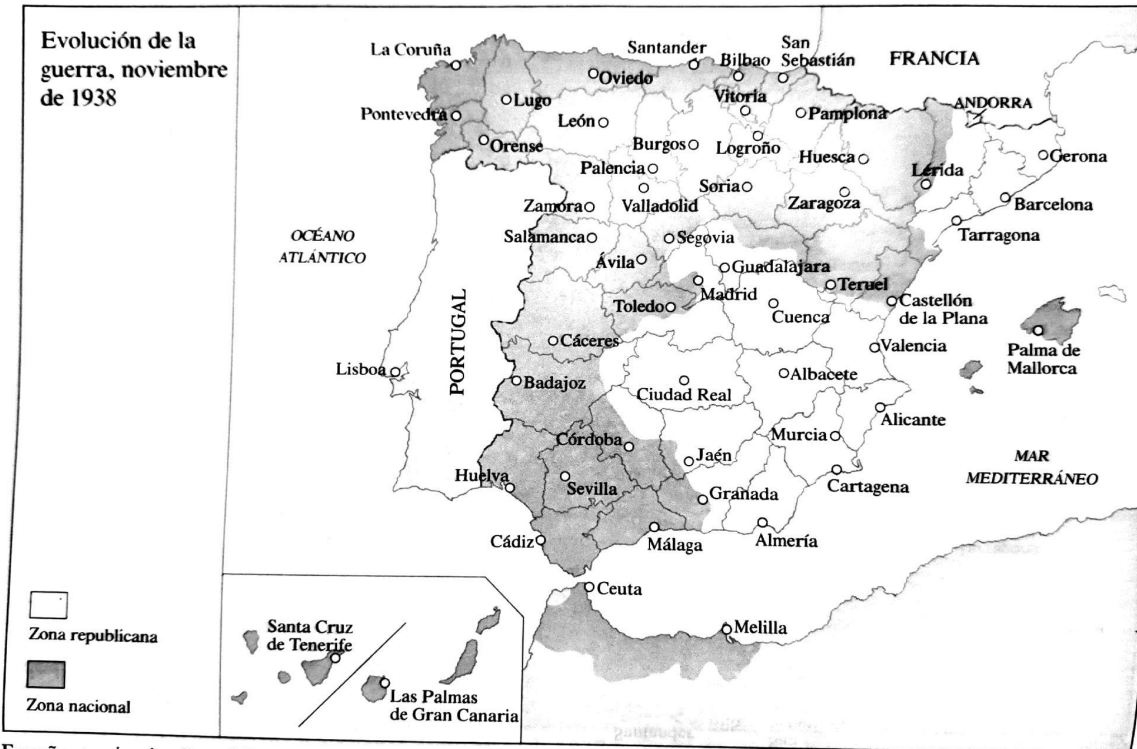 Evolución de la
guerra, noviembre
de 1938
La Coruña
Santander
Bilbao
San
Sebastián
FRANCIA
Oviedo
Lugo
Vitoria
Pamplona
ANDORRA
Pontevedra
León
Orense
Burgos
Logroño
Huesca
Gerona
Palencia
Soria
Lérida
Zamora
Valladolid
Zaragoza
Barcelona
Tarragona
OCÉANO
ATLÁNTICO
Salamanca
Segovia
Ávila
Guadalajara
Teruel
Toledo
Madrid
Cuenca
Castellón
de la Plana
PORTUGAL
Cáceres
Valencia
Palma de
Mallorca
Lisboa
Badajoz
Ciudad Real
Albacete
Alicante
Córdoba
Murcia
Jaén
MAR
MEDITERRÁNEO
Huelva
Sevilla
Granada
Cartagena
Cádiz
Málaga
Almería
Ceuta
Melilla
Zona republicana
Zona nacional
Santa Cruz
de Tenerife
Las Palmas
de Gran Canaria